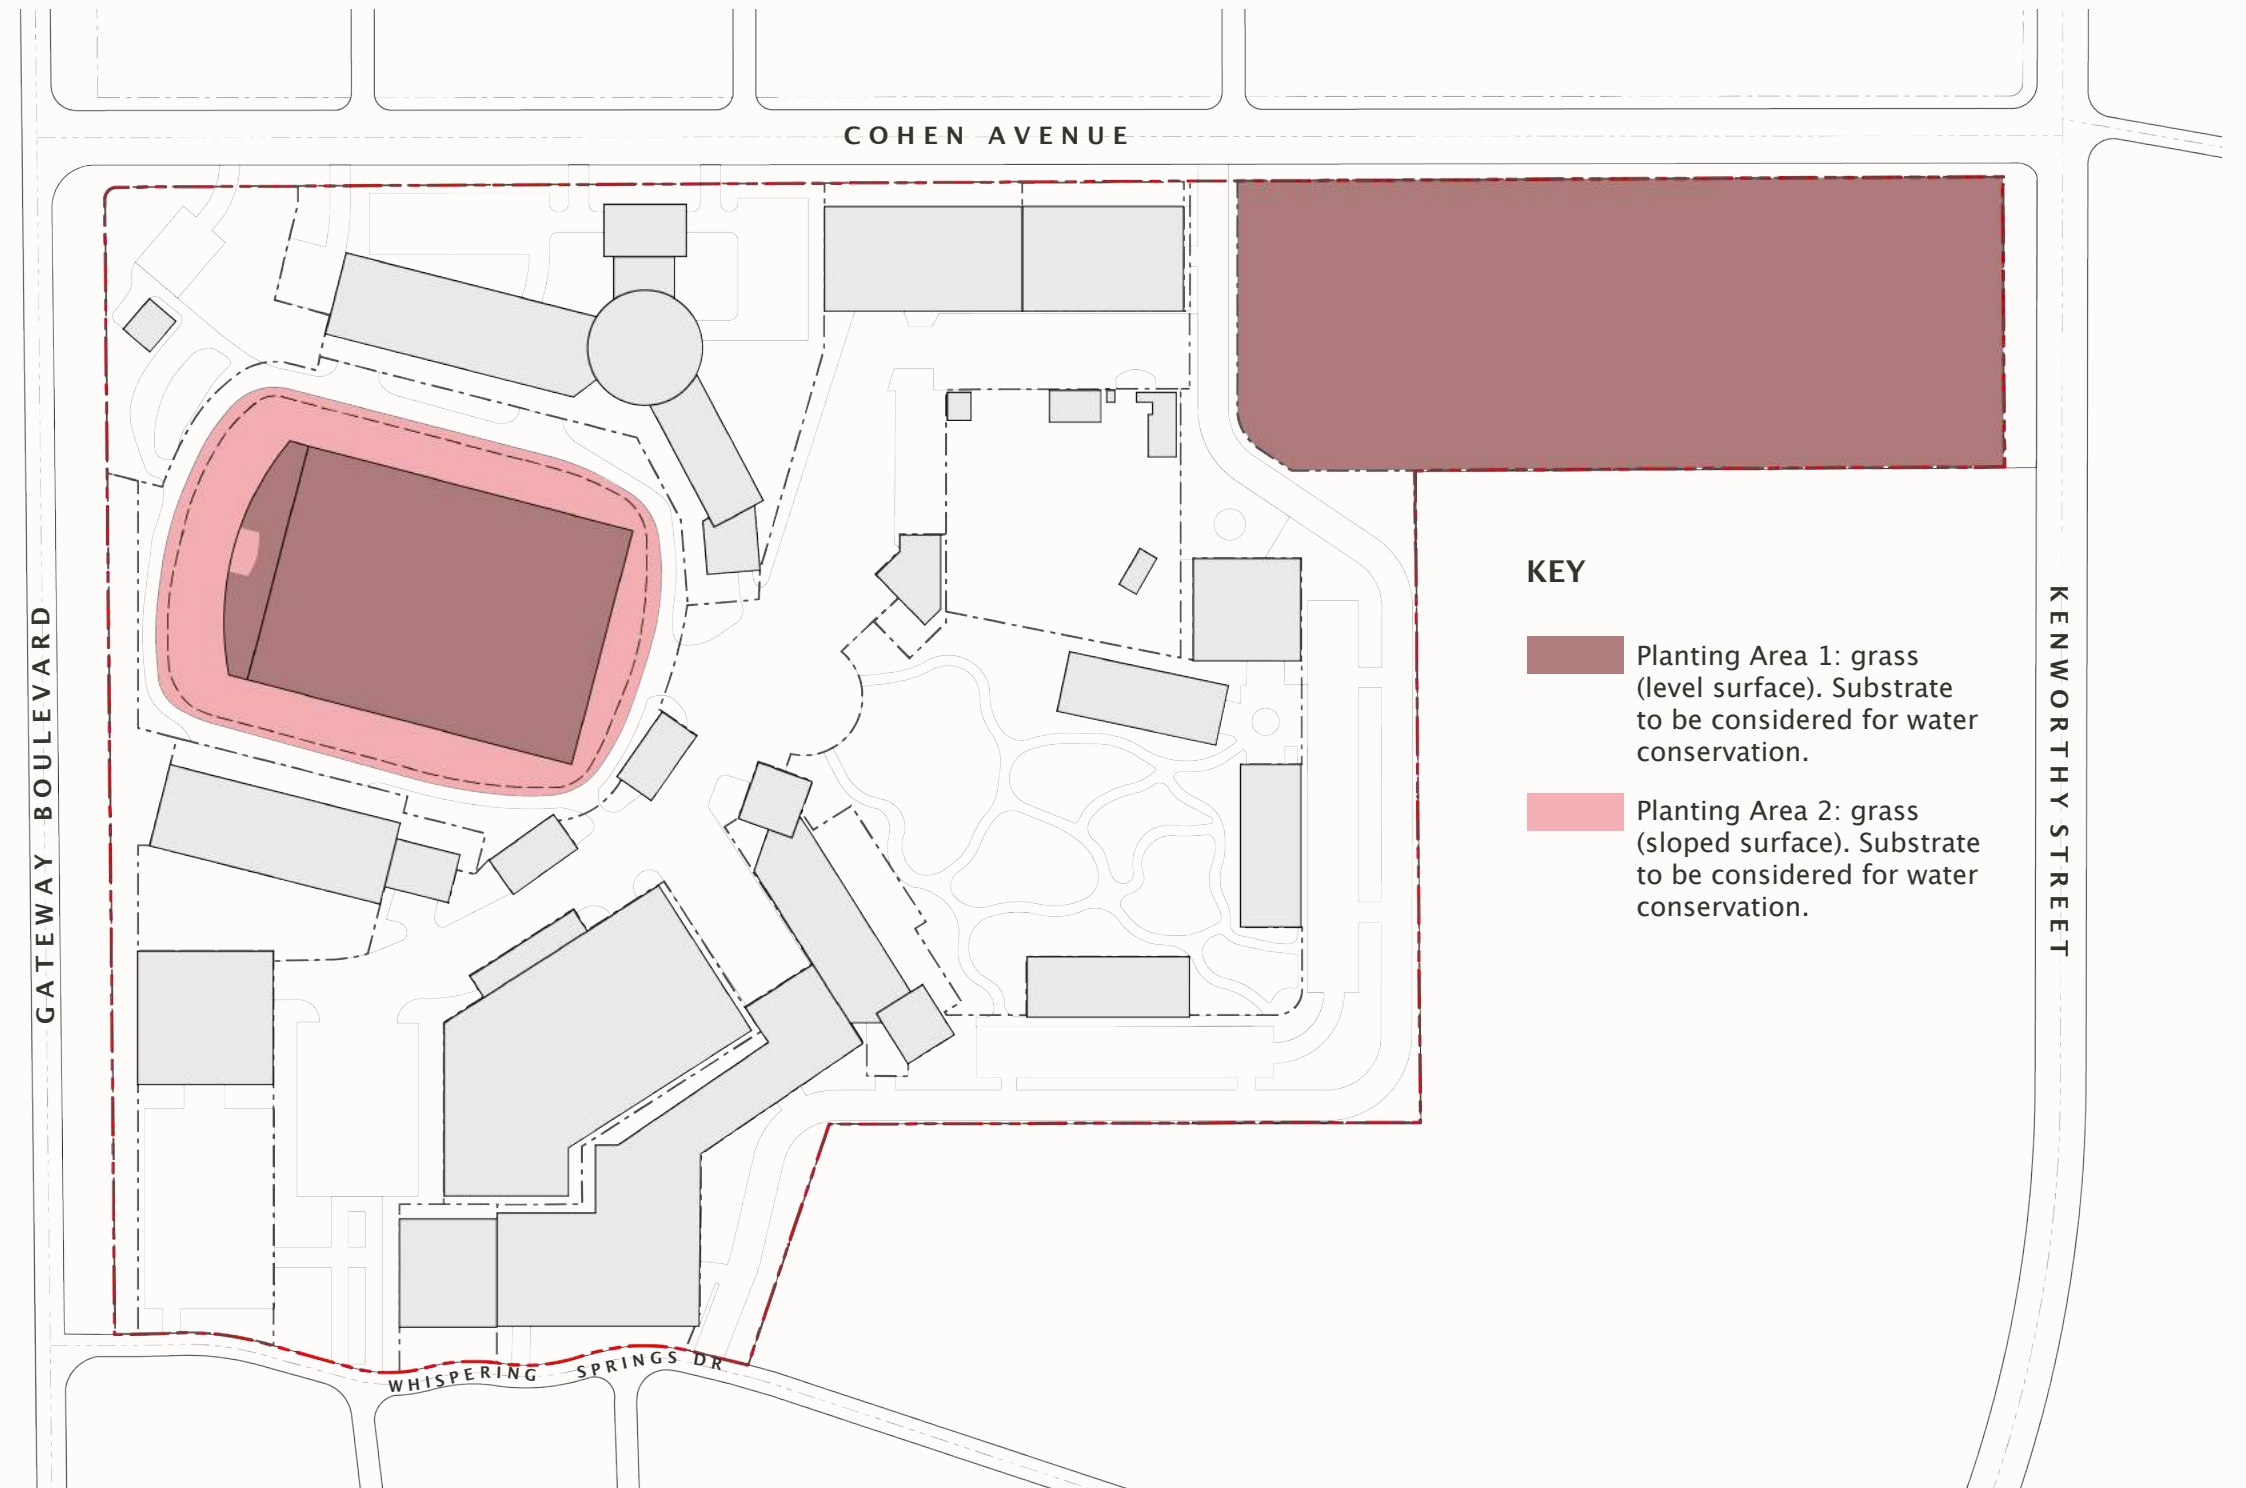 COHEN AVENUE
GATEWAY BOULEVARD
KENWORTHY STREET
KEY
Planting Area 1: grass
(level surface). Substrate
to be considered for water
conservation.
Planting Area 2: grass
(sloped surface). Substrate
to be considered for water
conservation.
WHISPERING SPRINGS DR